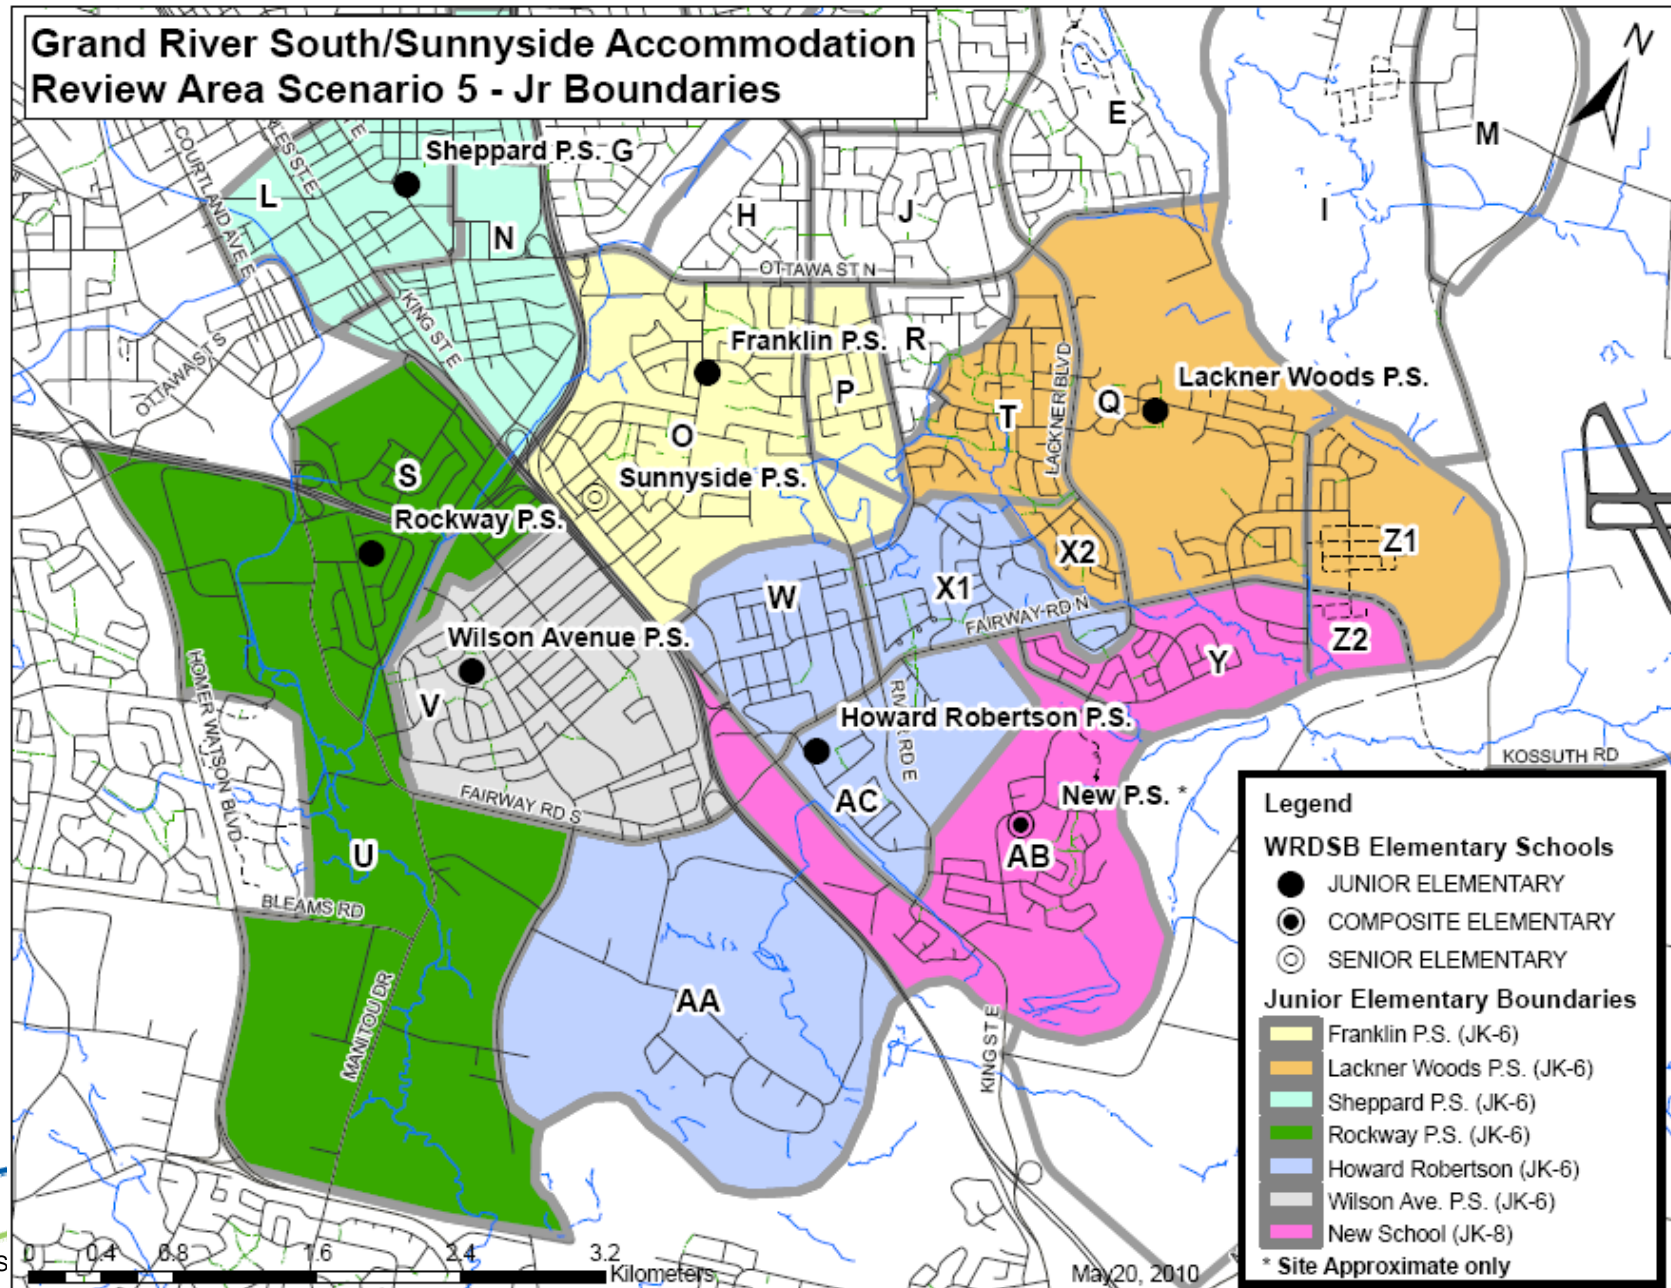 Grand River South/Sunnyside Accommodation
Review Area Scenario 5 - Jr Boundaries
N
E
M
COURTLAND AVE E
ES ST E
E
Sheppard P.S. G
L
H
J
I
N
OTTAWA ST N
KING ST E
OTTAWA ST S
Franklin P.S.
R
LACKNER BLVD
Lackner Woods P.S.
P
Q
T
O
S
Sunnyside P.S.
Rockway P.S.
Z1
X2
W
X1
FAIRWAY RD N
Wilson Avenue P.S.
Z2
Y
HOMER WATSON BLVD
V
RIVER RD E
Howard Robertson P.S.
KOSSUTH RD
FAIRWAY RD S
AC
New P.S. *
U
AB
BLEAMS RD
AA
MANITOU DR
KING ST E
Legend
WRDSB Elementary Schools
JUNIOR ELEMENTARY
COMPOSITE ELEMENTARY
SENIOR ELEMENTARY
Junior Elementary Boundaries
Franklin P.S. (JK-6)
Lackner Woods P.S. (JK-6)
Sheppard P.S. (JK-6)
Rockway P.S. (JK-6)
Howard Robertson (JK-6)
Wilson Ave. P.S. (JK-6)
New School (JK-8)
* Site Approximate only
0 0.4 0.8 1.6 2.4 3.2
Kilometers
May20, 2010
s